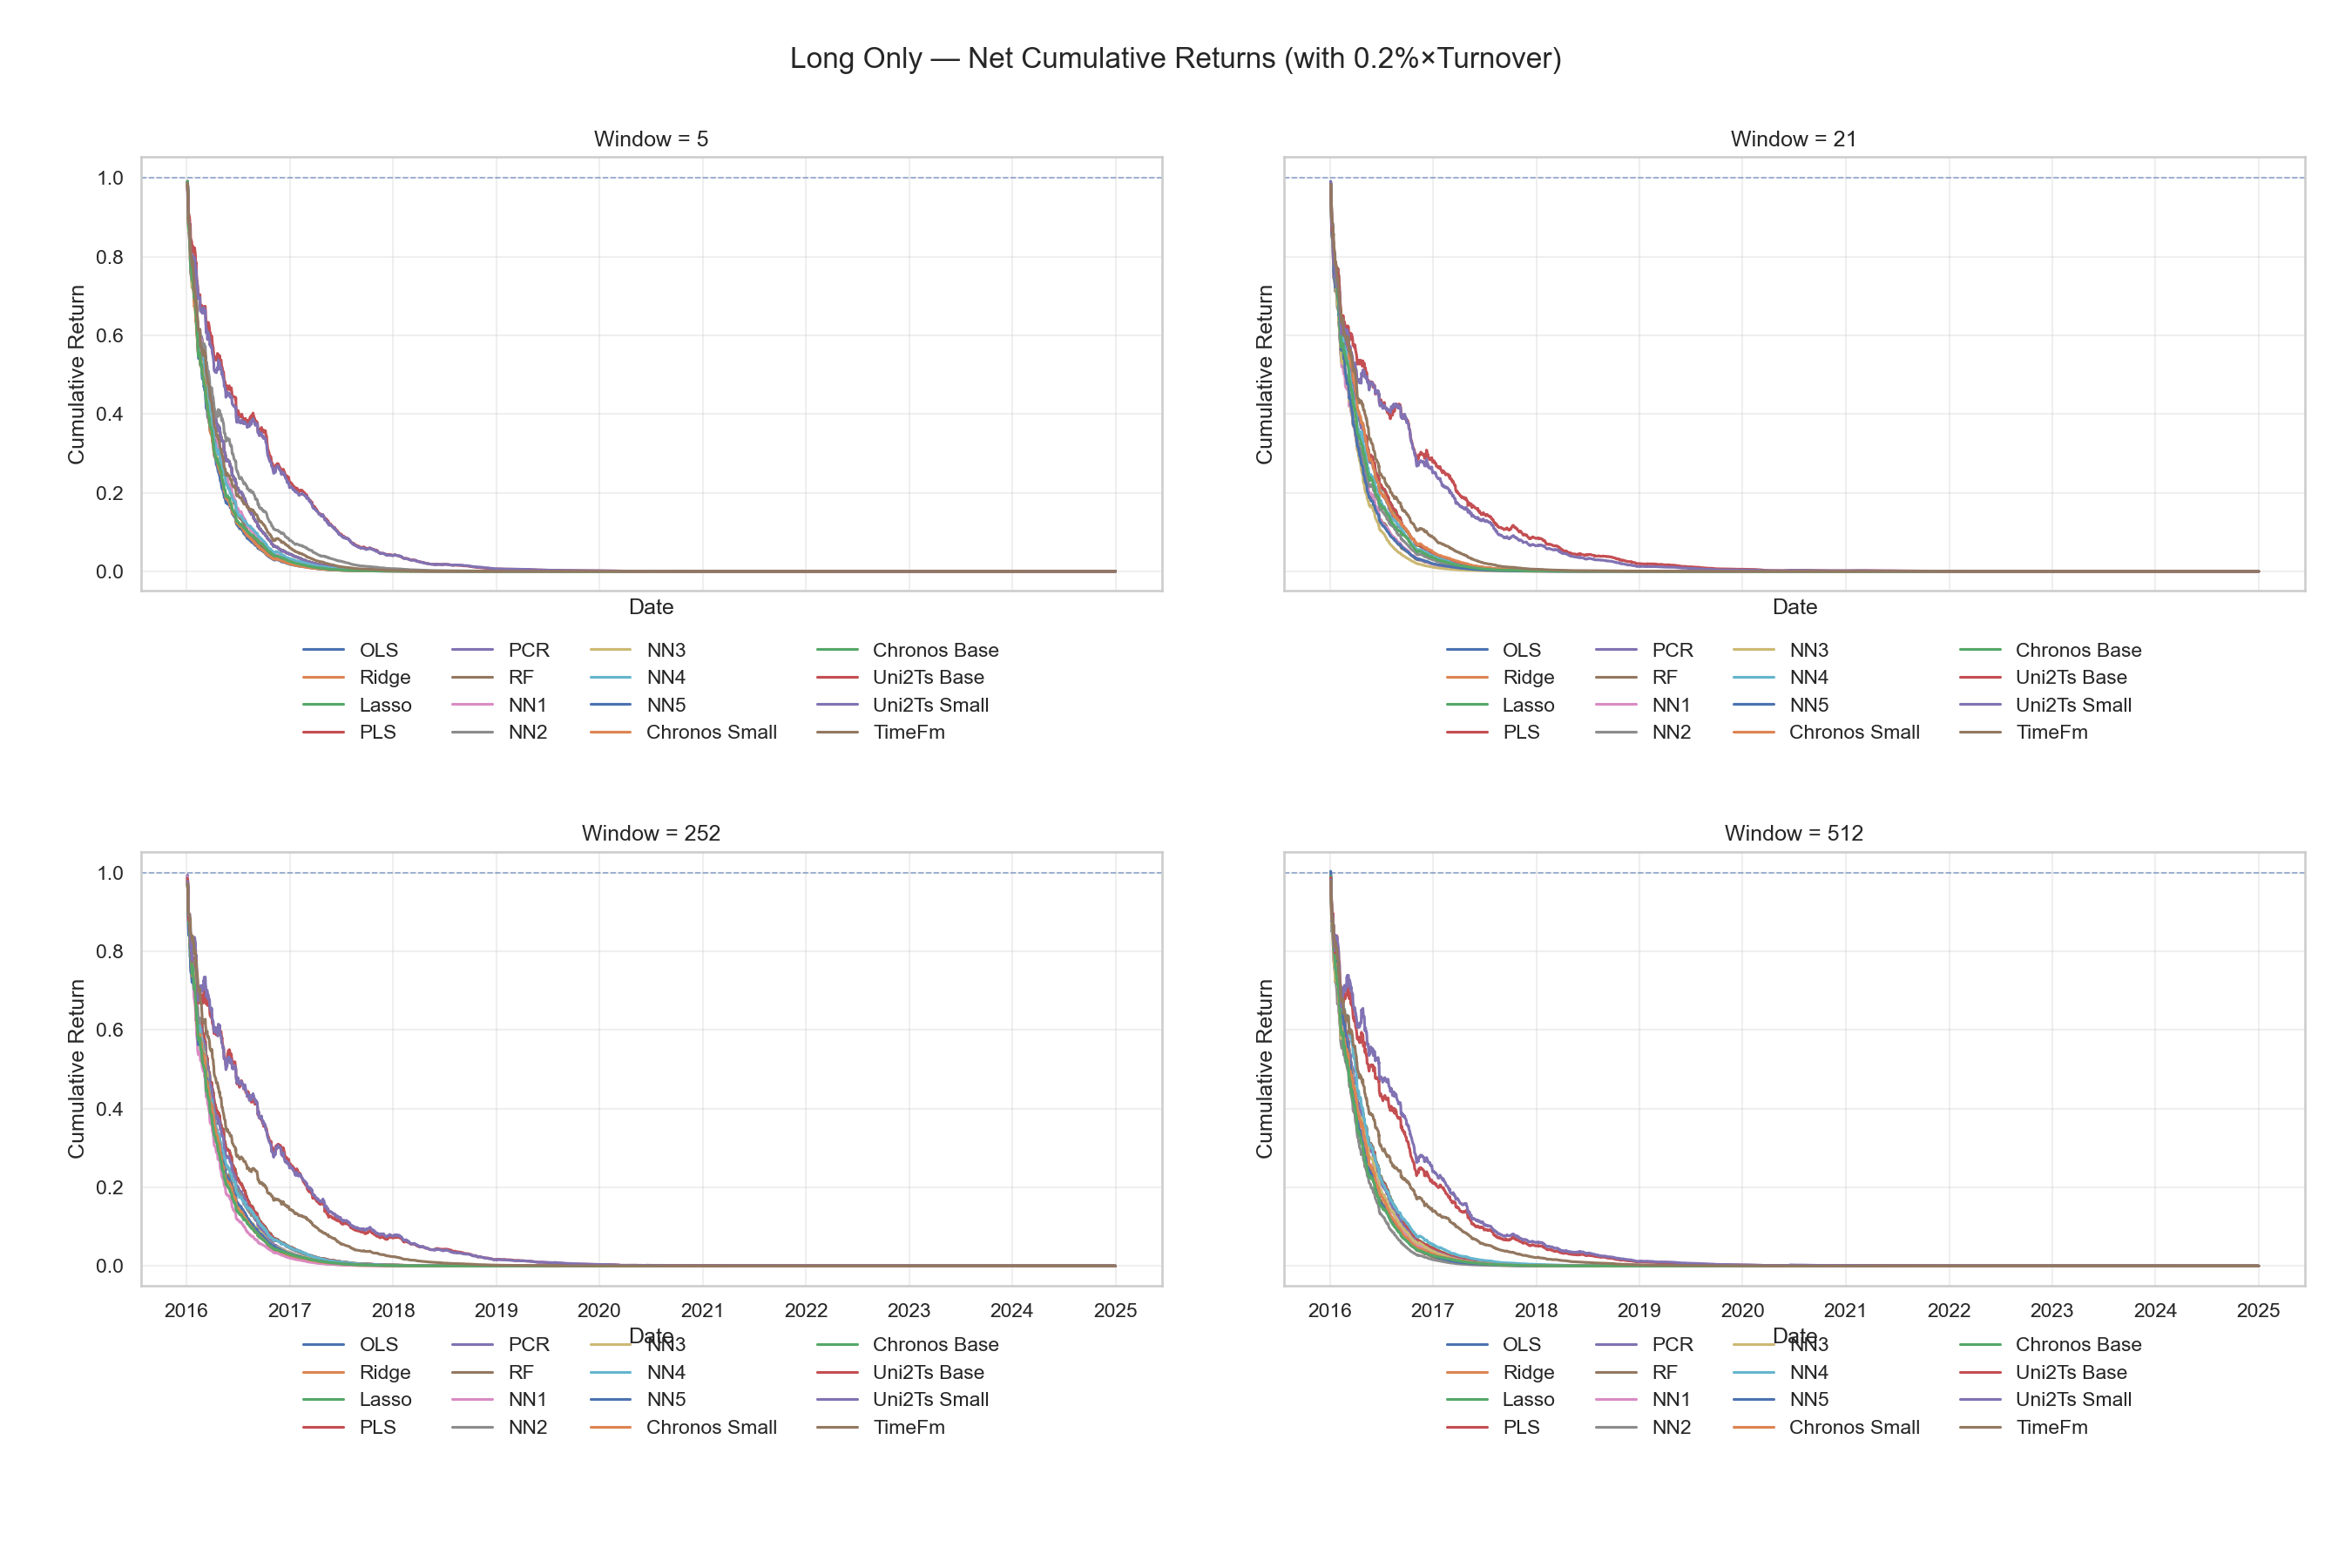 Long Only — Net Cumulative Returns (with 0.2%×Turnover)
Window = 5
1.0
0.8
0.6
0.4
0.2
0.0
Cumulative Return
Date
OLS PCR NN3 Chronos Base
Ridge RF NN4 Uni2Ts Base
Lasso NN1 NN5 Uni2Ts Small
PLS NN2 Chronos Small TimeFm
Window = 21
Cumulative Return
Date
OLS PCR NN3 Chronos Base
Ridge RF NN4 Uni2Ts Base
Lasso NN1 NN5 Uni2Ts Small
PLS NN2 Chronos Small TimeFm
Window = 252
1.0
0.8
0.6
0.4
0.2
0.0
Cumulative Return
2016 2017 2018 2019 2020 2021 2022 2023 2024 2025
Date
OLS PCR NN3 Chronos Base
Ridge RF NN4 Uni2Ts Base
Lasso NN1 NN5 Uni2Ts Small
PLS NN2 Chronos Small TimeFm
Window = 512
Cumulative Return
2016 2017 2018 2019 2020 2021 2022 2023 2024 2025
Date
OLS PCR NN3 Chronos Base
Ridge RF NN4 Uni2Ts Base
Lasso NN1 NN5 Uni2Ts Small
PLS NN2 Chronos Small TimeFm